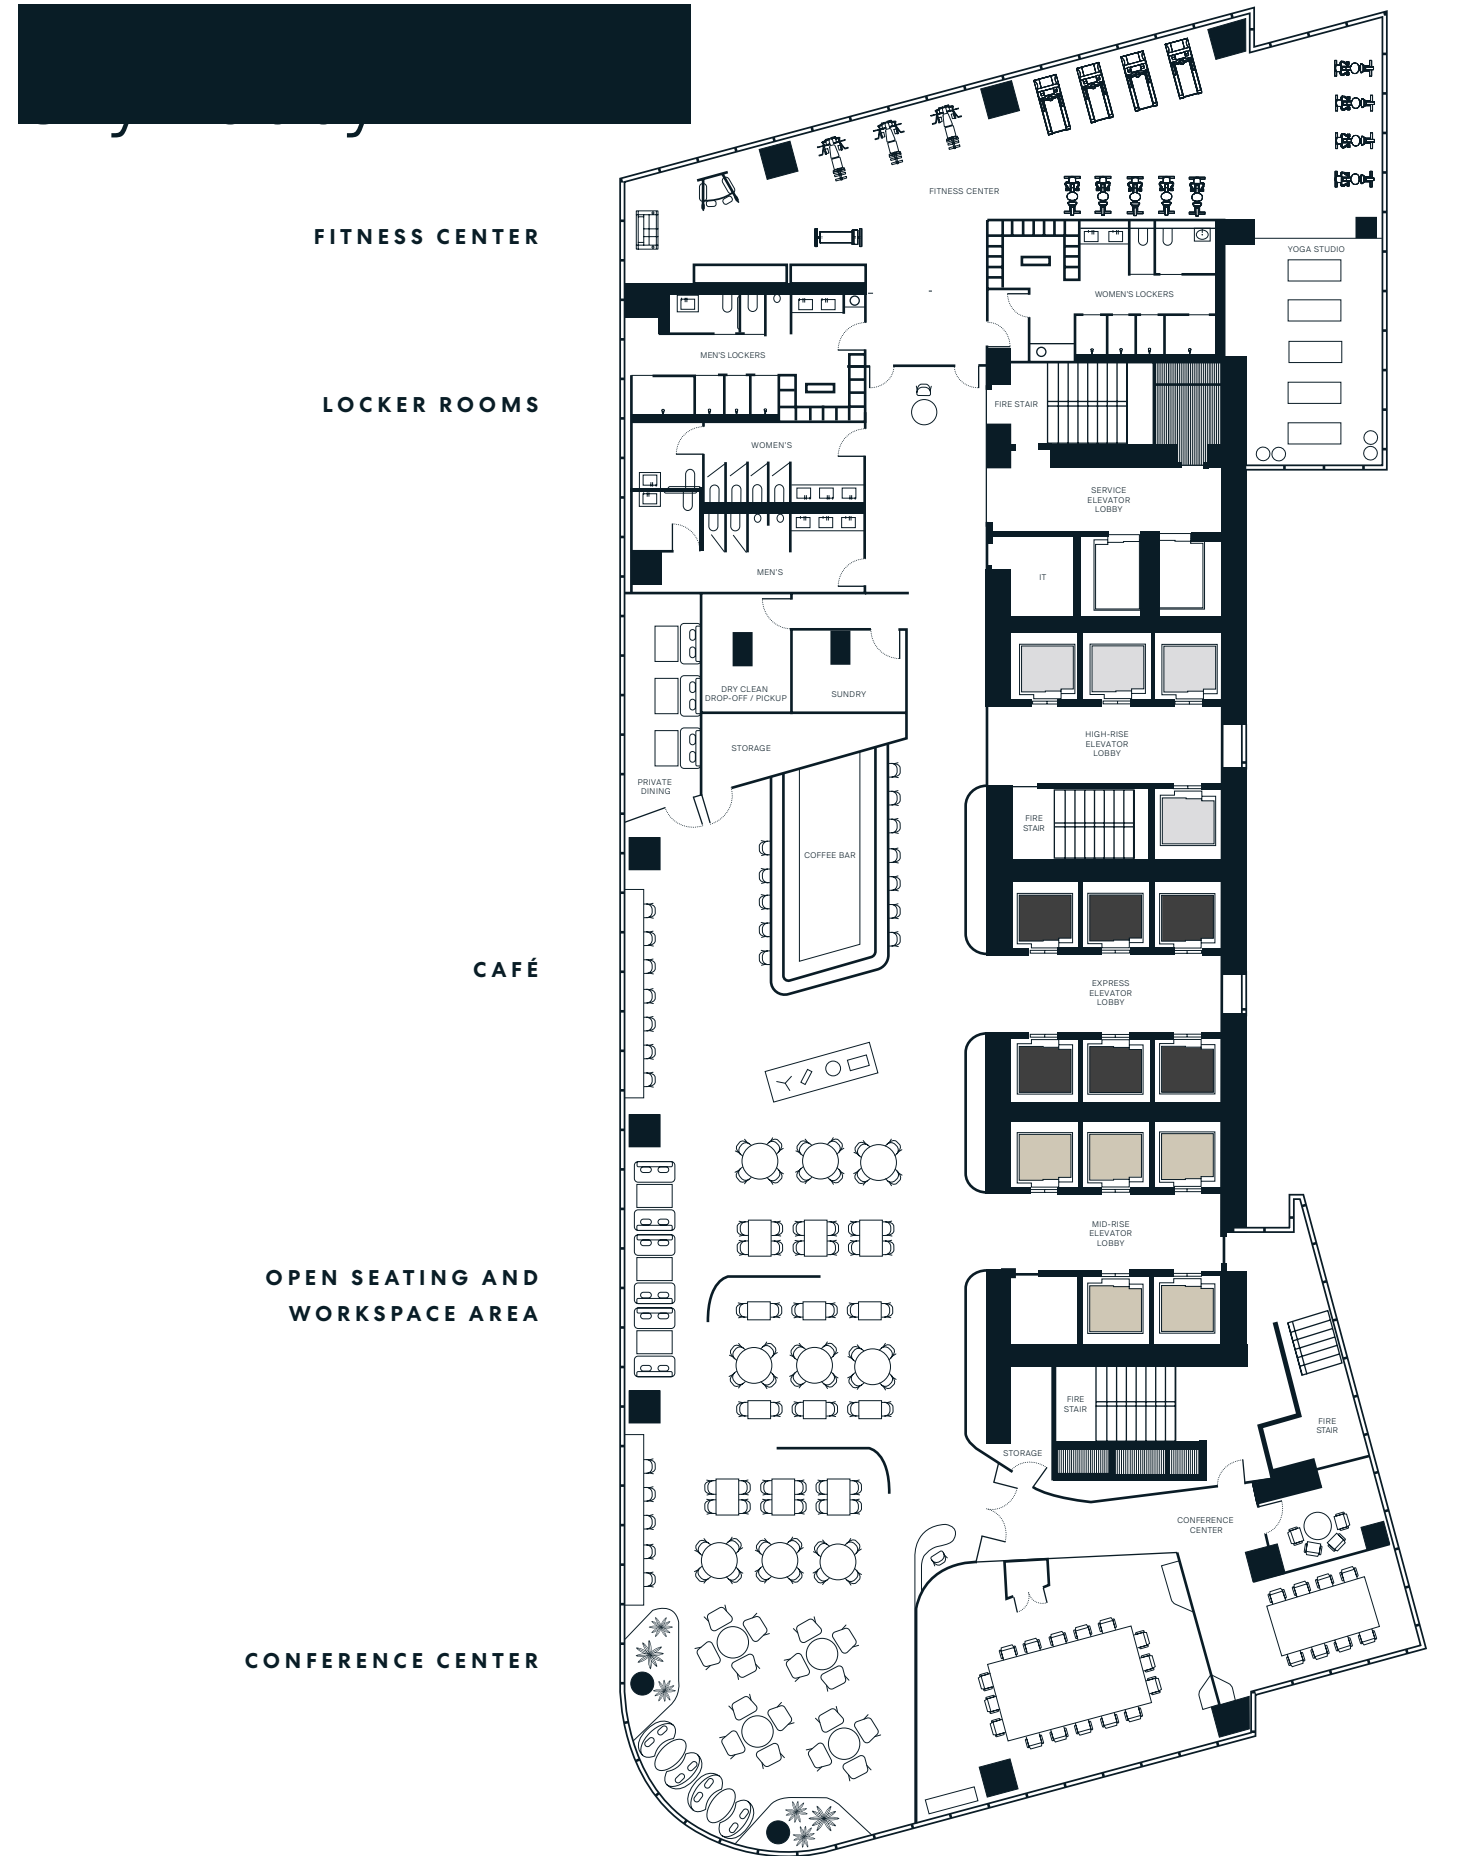 FITNESS CENTER
YOGA STUDIO
FITNESS CENTER
WOMEN'S LOCKERS
MEN'S LOCKERS
LOCKER ROOMS
FIRE STAIR
WOMEN'S
SERVICE
ELEVATOR
LOBBY
MEN'S
IT
DRY CLEAN
DROP-OFF / PICKUP
SUNDRY
STORAGE
HIGH-RISE
ELEVATOR
LOBBY
PRIVATE
DINING
FIRE
STAIR
COFFEE BAR
CAFÉ
EXPRESS
ELEVATOR
LOBBY
MID-RISE
ELEVATOR
LOBBY
OPEN SEATING AND
WORKSPACE AREA
FIRE
STAIR
FIRE
STAIR
STORAGE
CONFERENCE
CENTER
CONFERENCE CENTER